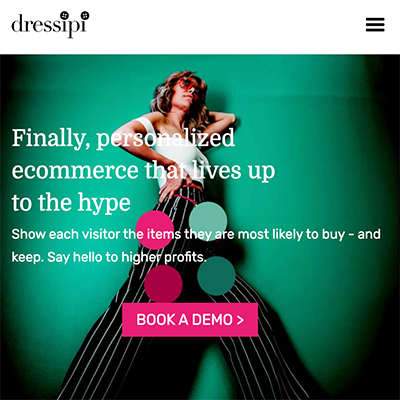 dressipi
Finally, personalized
ecommerce that lives up
to the hype
Show each visitor the items they are most likely to buy - and
keep. Say hello to higher profits.
BOOK A DEMO >